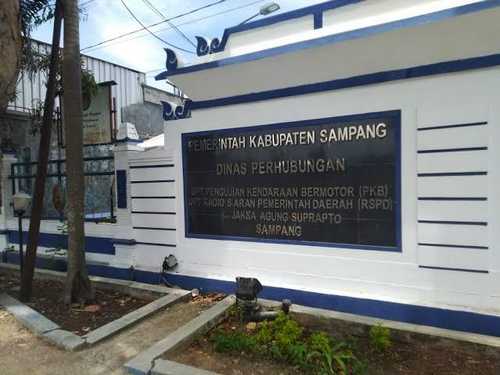 PEMERINTAH KABUPATEN SAMPANG
DINAS PERHUBUNGAN
UPT PENGUJIAN KENDARAAN BERMOTOR (PKB)
UPT RADIO SIARAN PEMERINTAH DAERAH (RSPD)
JAKSA AGUNG SUPRAPTO
SAMPANG